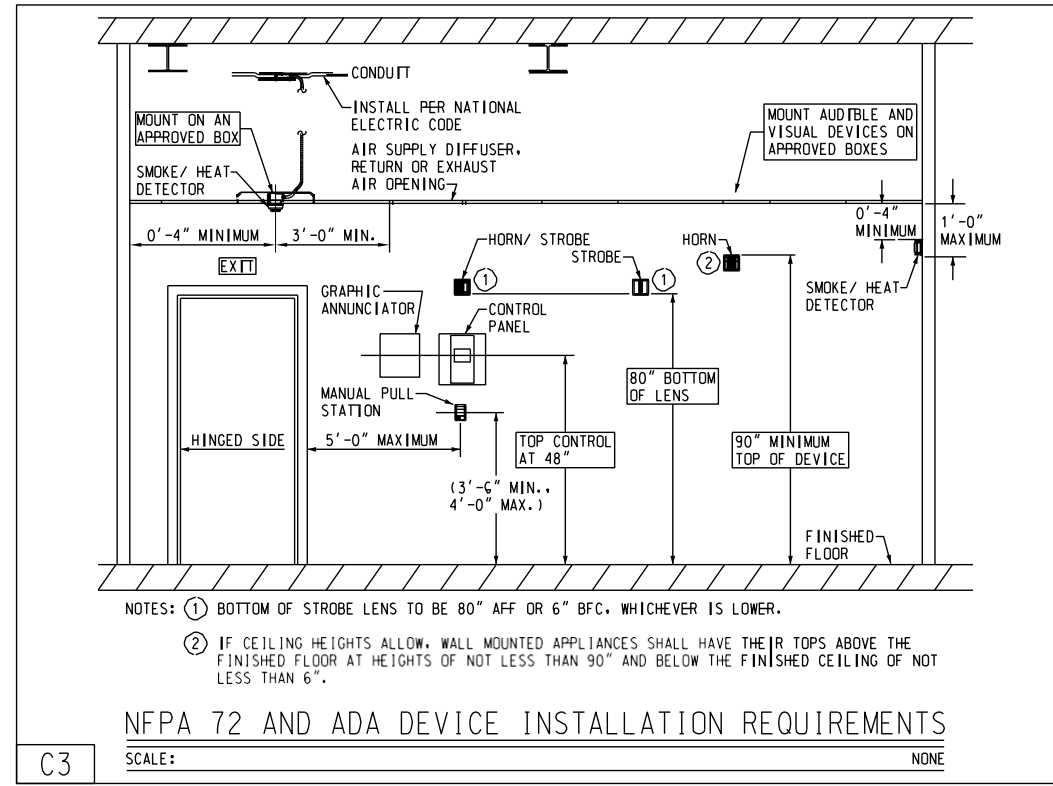 CONDUIT
INSTALL PER NATIONAL
ELECTRIC CODE
MOUNT ON AN
APPROVED BOX
AIR SUPPLY DIFFUSER,
RETURN OR EXHAUST
AIR OPENING
SMOKE/ HEAT
DETECTOR
MOUNT AUDIBLE AND
VISUAL DEVICES ON
APPROVED BOXES
0'-4" MINIMUM
3'-0" MIN.
0'-4"
MINIMUM
1'-0"
MAXIMUM
EXIT
HORN/ STROBE
1
STROBE
1
HORN
2
SMOKE/ HEAT
DETECTOR
GRAPHIC
ANNUNCIATOR
CONTROL
PANEL
80" BOTTOM
OF LENS
MANUAL PULL
STATION
HINGED SIDE
5'-0" MAXIMUM
TOP CONTROL
AT 48"
90" MINIMUM
TOP OF DEVICE
(3'-6" MIN.,
4'-0" MAX.)
FINISHED
FLOOR
NOTES: 1 BOTTOM OF STROBE LENS TO BE 80" AFF OR 6" BFC, WHICHEVER IS LOWER.
2 IF CEILING HEIGHTS ALLOW, WALL MOUNTED APPLIANCES SHALL HAVE THEIR TOPS ABOVE THE
FINISHED FLOOR AT HEIGHTS OF NOT LESS THAN 90" AND BELOW THE FINISHED CEILING OF NOT
LESS THAN 6".
NFPA 72 AND ADA DEVICE INSTALLATION REQUIREMENTS
C3
SCALE: NONE